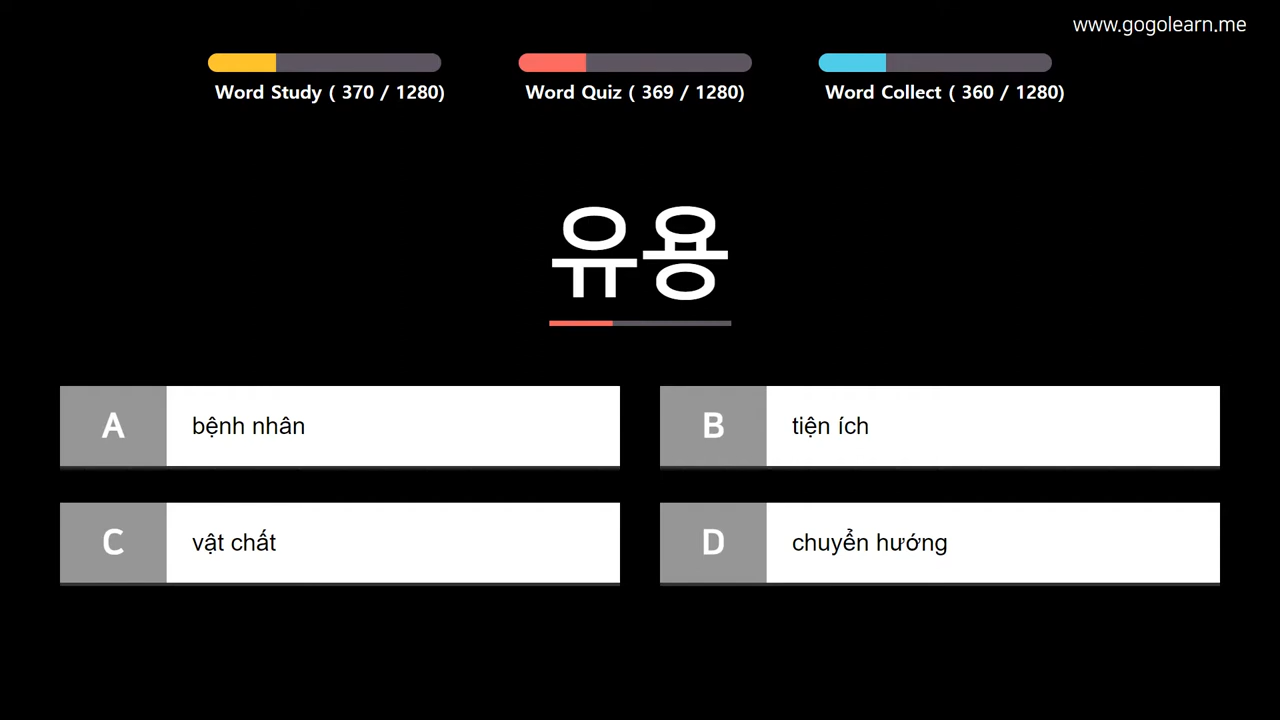 www.gogolearn.me
Word Study ( 370 / 1280)
Word Quiz ( 369 / 1280)
Word Collect ( 360 / 1280)
유용
A bệnh nhân
B tiện ích
C vật chất
D chuyển hướng